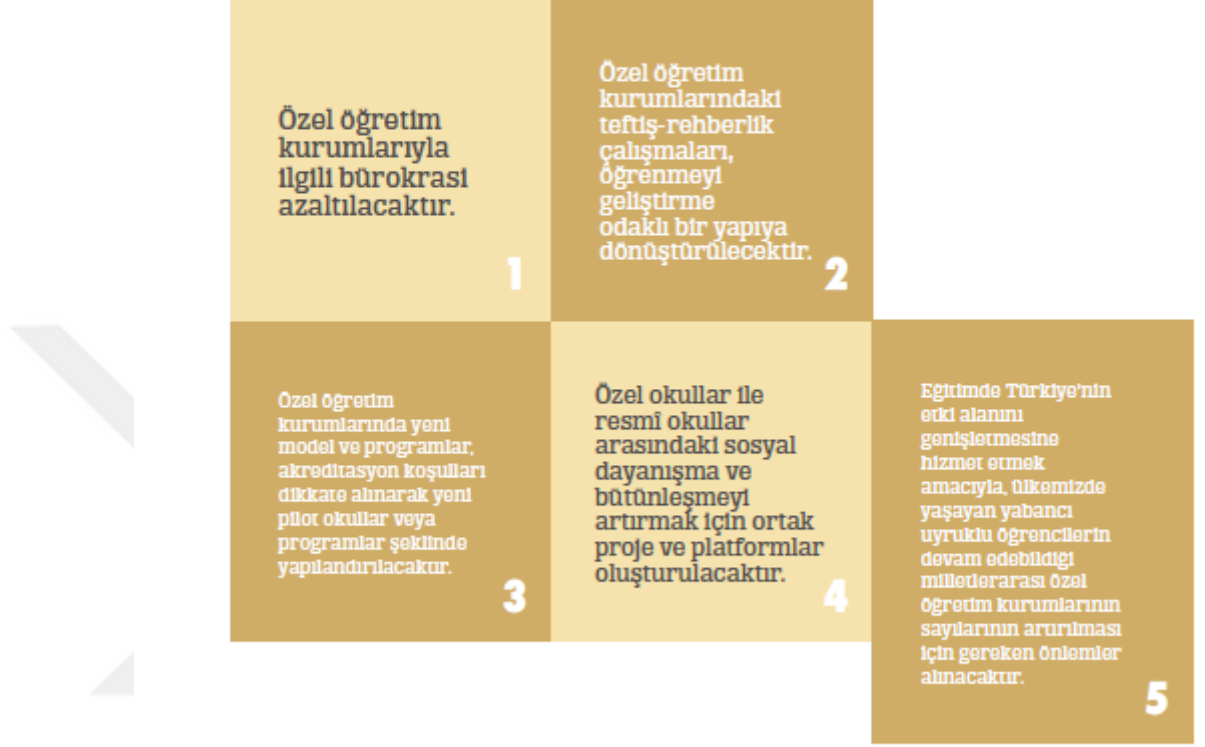 Özel öğretim
kurumlarıyla
ilgili bürokrasi
azaltılacaktır.
1
Özel öğretim
kurumlarındaki
teftiş-rehberlik
çalışmaları,
öğrenmeyi
geliştirme
odaklı bir yapıya
dönüştürülecektir.
2
Özel öğretim
kurumlarında yeni
model ve programlar,
akreditasyon koşulları
dikkate alınarak yeni
pilot okullar veya
programlar şeklinde
yapılandırılacaktır.
3
Özel okullar ile
resmî okullar
arasındaki sosyal
dayanışma ve
bütünleşmeyi
artırmak için ortak
proje ve platformlar
oluşturulacaktır.
4
Eğitimde Türkiye'nin
etki alanını
genişletmesine
hizmet etmek
amacıyla, ülkemizde
yaşayan yabancı
uyruklu öğrencilerin
devam edebildiği
milletlerarası özel
öğretim kurumlarının
sayılarının artırılması
için gereken önlemler
alınacaktır.
5